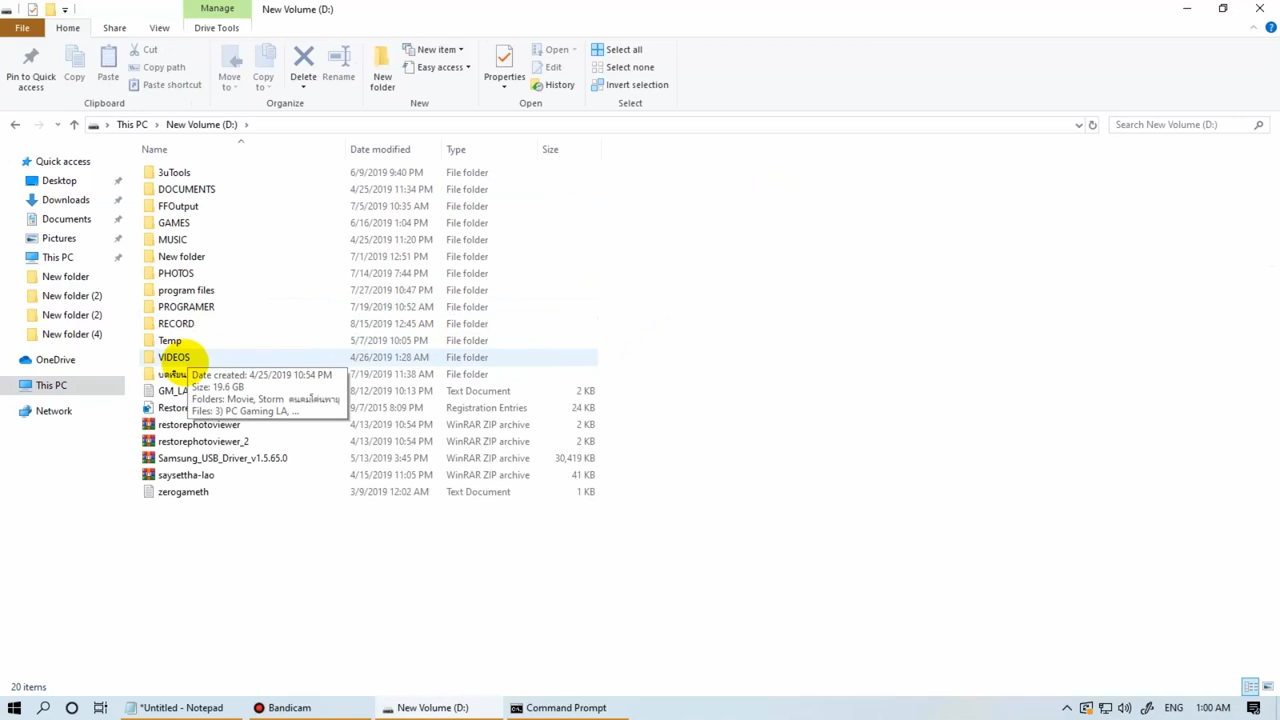 Manage
New Volume (D:)
File
Home
Share
View
Drive Tools
Pin to Quick access
Copy
Paste
Cut
Copy path
Paste shortcut
Move to
Copy to
Delete
Rename
New folder
New item
Easy access
Properties
Open
Edit
History
Select all
Select none
Invert selection
Clipboard
Organize
New
Open
Select
This PC
New Volume (D:)
Search New Volume (D:)
Name
Date modified
Type
Size
Quick access
Desktop
Downloads
Documents
Pictures
This PC
New folder
New folder (2)
New folder (2)
New folder (4)
OneDrive
This PC
Network
3uTools 6/9/2019 9:40 PM File folder
DOCUMENTS 4/25/2019 11:34 PM File folder
FFOutput 7/5/2019 10:35 AM File folder
GAMES 6/16/2019 1:04 PM File folder
MUSIC 4/25/2019 11:20 PM File folder
New folder 7/1/2019 12:51 PM File folder
PHOTOS 7/14/2019 7:44 PM File folder
program files 7/27/2019 10:47 PM File folder
PROGRAMER 7/19/2019 10:52 AM File folder
RECORD 8/15/2019 12:45 AM File folder
Temp 5/7/2019 10:05 PM File folder
VIDEOS 4/26/2019 1:28 AM File folder
7/19/2019 11:38 AM File folder
GM_LA 8/12/2019 10:13 PM Text Document 2 KB
Restore 9/7/2015 8:09 PM Registration Entries 24 KB
restorephotoviewer 4/13/2019 10:54 PM WinRAR ZIP archive 2 KB
restorephotoviewer_2 4/13/2019 10:54 PM WinRAR ZIP archive 2 KB
Samsung_USB_Driver_v1.5.65.0 5/13/2019 3:45 PM WinRAR ZIP archive 30,419 KB
saysettha-lao 4/15/2019 11:05 PM WinRAR ZIP archive 41 KB
zerogameth 3/9/2019 12:02 AM Text Document 1 KB
Date created: 4/25/2019 10:54 PM
Size: 19.6 GB
Folders: Movie, Storm
Files: 3) PC Gaming LA, ...
20 items
*Untitled - Notepad
Bandicam
New Volume (D:)
Command Prompt
ENG
1:00 AM